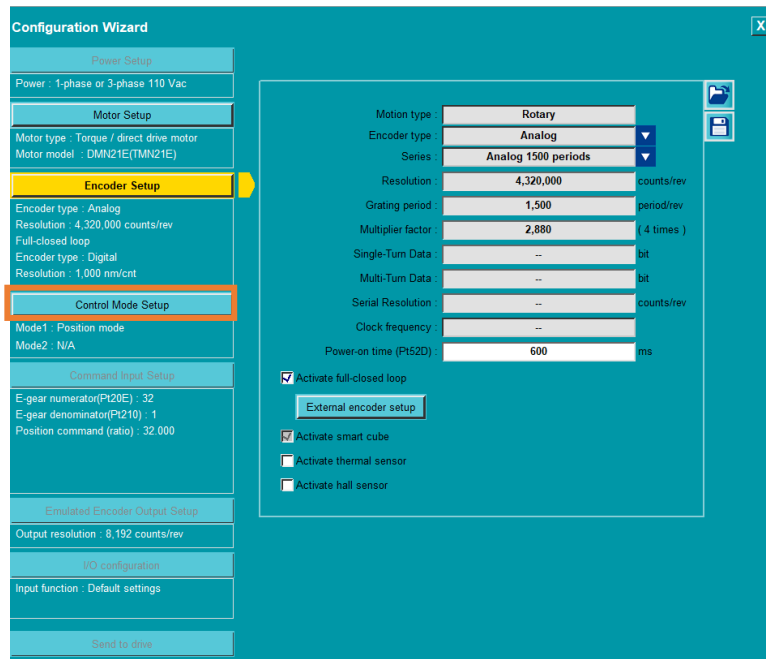 Configuration Wizard
X
Power Setup
Power : 1-phase or 3-phase 110 Vac
Motor Setup
Motor type : Torque / direct drive motor
Motor model : DMN21E(TMN21E)
Encoder Setup
Encoder type : Analog
Resolution : 4,320,000 counts/rev
Full-closed loop
Encoder type : Digital
Resolution : 1,000 nm/cnt
Control Mode Setup
Mode1 : Position mode
Mode2 : N/A
Command Input Setup
E-gear numerator(Pt20E) : 32
E-gear denominator(Pt210) : 1
Position command (ratio) : 32.000
Emulated Encoder Output Setup
Output resolution : 8,192 counts/rev
I/O configuration
Input function : Default settings
Send to drive
Motion type : Rotary
Encoder type : Analog
Series : Analog 1500 periods
Resolution : 4,320,000 counts/rev
Grating period : 1,500 period/rev
Multiplier factor : 2,880 ( 4 times )
Single-Turn Data : -- bit
Multi-Turn Data : -- bit
Serial Resolution : -- counts/rev
Clock frequency : --
Power-on time (Pt52D) : 600 ms
Activate full-closed loop
External encoder setup
Activate smart cube
Activate thermal sensor
Activate hall sensor